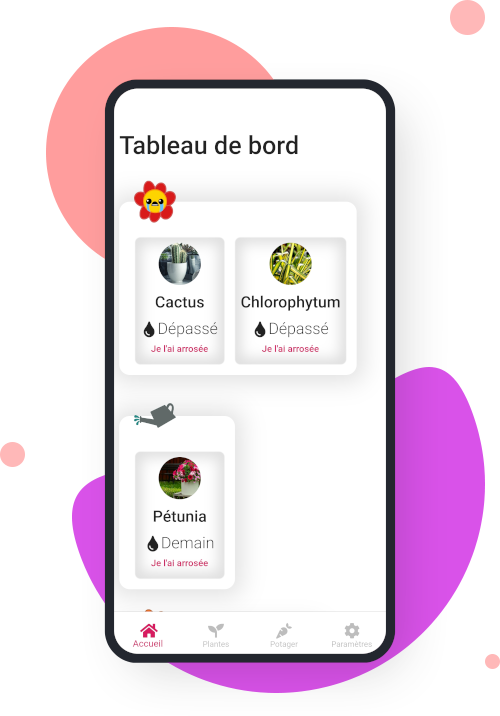 Tableau de bord
Cactus Chlorophytum
Dépassé Dépassé
Je l'ai arrosée Je l'ai arrosée
Pétunia
Demain
Je l'ai arrosée
Accueil Plantes Potager Paramètres